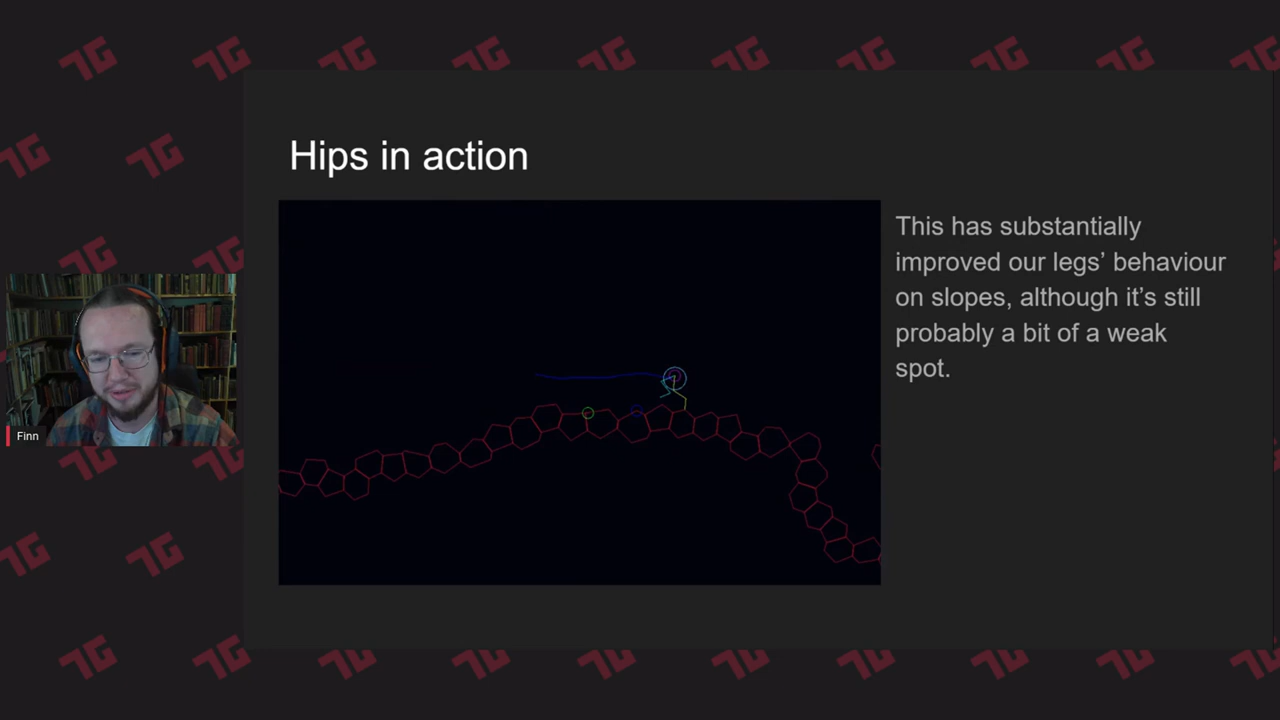 Hips in action
This has substantially
improved our legs’ behaviour
on slopes, although it’s still
probably a bit of a weak
spot.
Finn